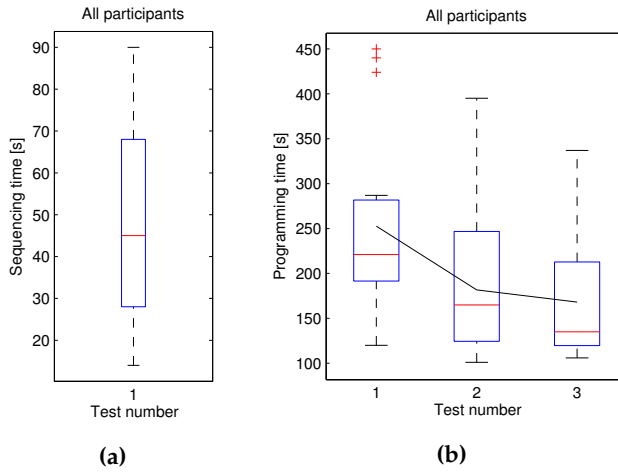 All participants
Sequencing time [s]
90
80
70
60
50
40
30
20
1
Test number
(a)
All participants
Programming time [s]
450
400
350
300
250
200
150
100
1 2 3
Test number
(b)